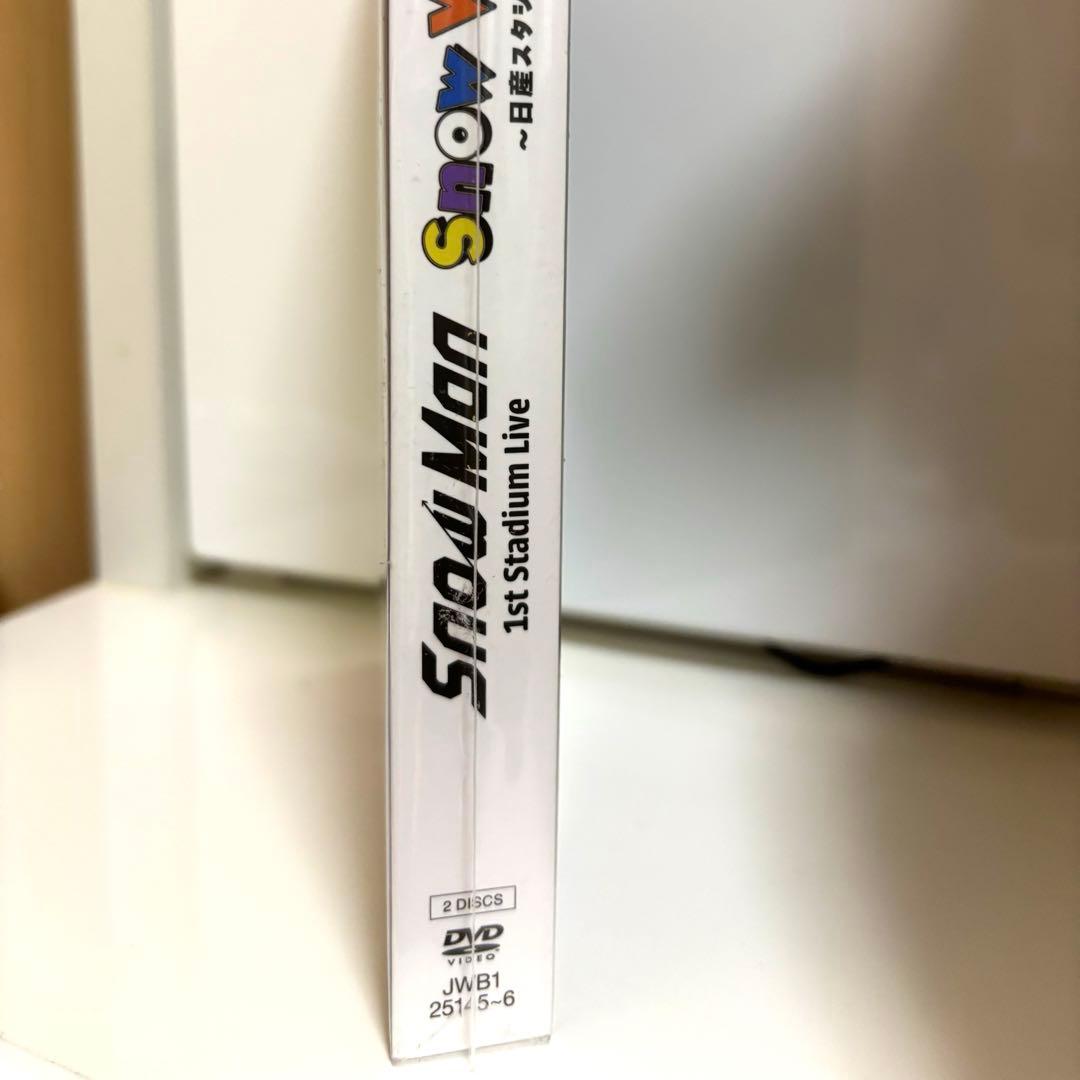 Snow Man
1st Stadium Live
Snow
~日産スタジ
2 DISCS
DVD
VIDEO
JWB1
25145~6